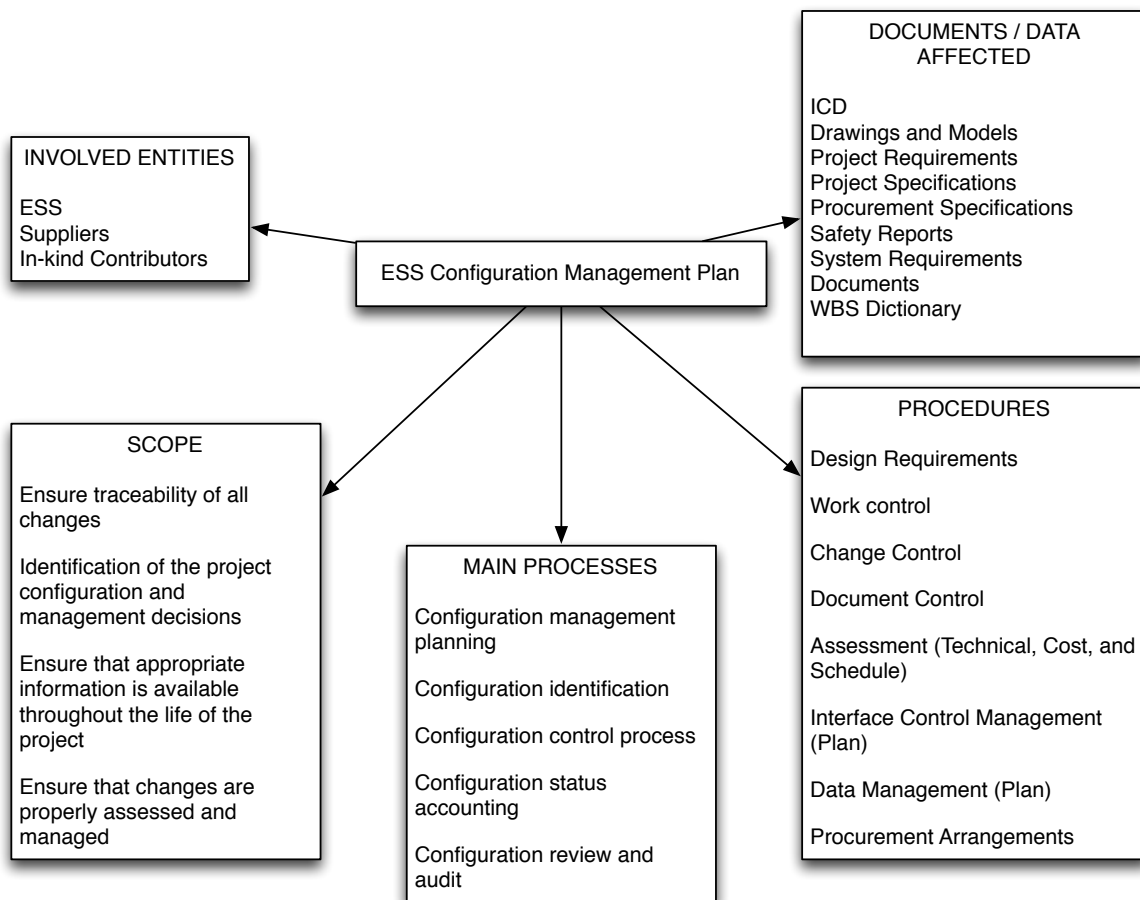 DOCUMENTS / DATA
AFFECTED
ICD
Drawings and Models
Project Requirements
Project Specifications
Procurement Specifications
Safety Reports
System Requirements
Documents
WBS Dictionary
INVOLVED ENTITIES
ESS
Suppliers
In-kind Contributors
ESS Configuration Management Plan
SCOPE
Ensure traceability of all
changes
Identification of the project
configuration and
management decisions
Ensure that appropriate
information is available
throughout the life of the
project
Ensure that changes are
properly assessed and
managed
MAIN PROCESSES
Configuration management
planning
Configuration identification
Configuration control process
Configuration status
accounting
Configuration review and
audit
PROCEDURES
Design Requirements
Work control
Change Control
Document Control
Assessment (Technical, Cost, and
Schedule)
Interface Control Management
(Plan)
Data Management (Plan)
Procurement Arrangements